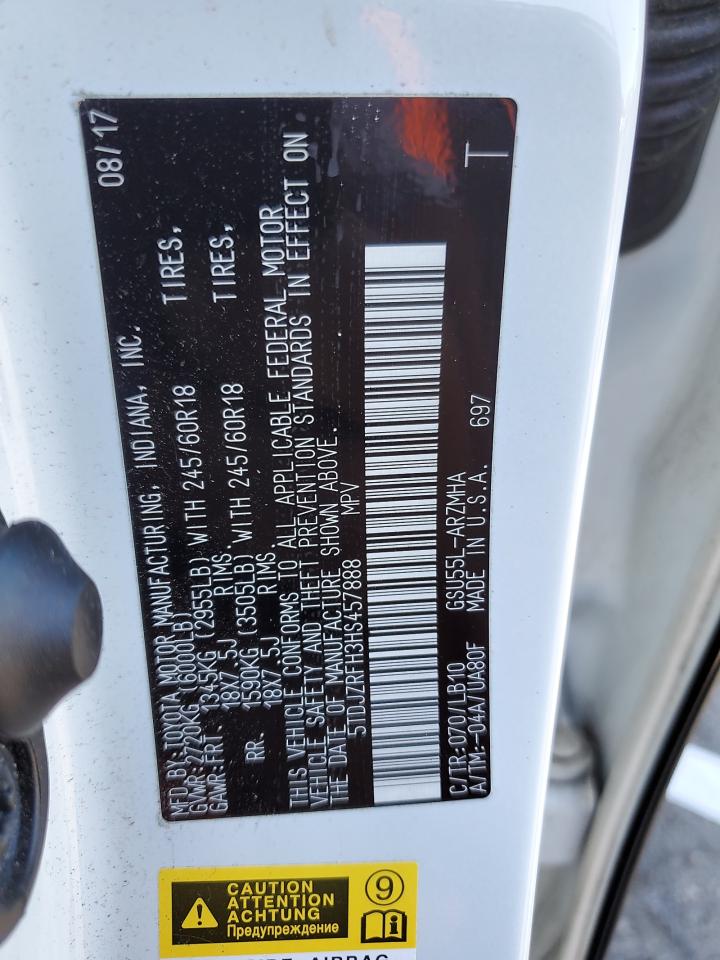 MFD.BY:TOYOTA MOTOR MANUFACTURING, INDIANA, INC. 08/17
GVWR:2720KG (6000LB)
GAWR:FRT. 1345KG (2955LB) WITH 245/60R18 TIRES,
18X7.5J RIMS.
RR. 1590KG (3505LB) WITH 245/60R18 TIRES,
18X7.5J RIMS.
THIS VEHICLE CONFORMS TO ALL APPLICABLE FEDERAL MOTOR
VEHICLE SAFETY AND THEFT PREVENTION STANDARDS IN EFFECT ON
THE DATE OF MANUFACTURE SHOWN ABOVE.
5TDJZRFH3HS457888 MPV
C/TR:070/LB10 GSU55L-ARZMHA
A/TM:-04A/UA80F MADE IN U.S.A. 697 T
CAUTION
ATTENTION
ACHTUNG
Предупреждение
9
AIRBAG